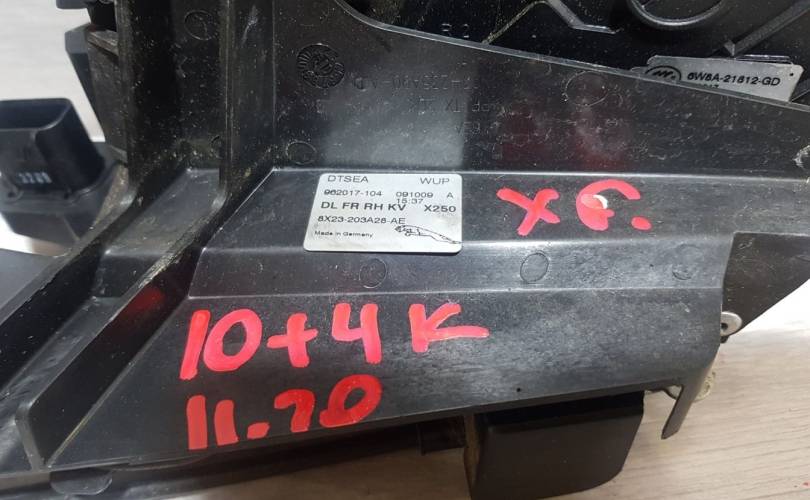 6W8A-21812-GD
DTSEA WUP
962017-104 091009 A
15:37
DL FR RH KV X250
8X23-203A28-AE
Made in Germany
XF.
10+4K
11.70